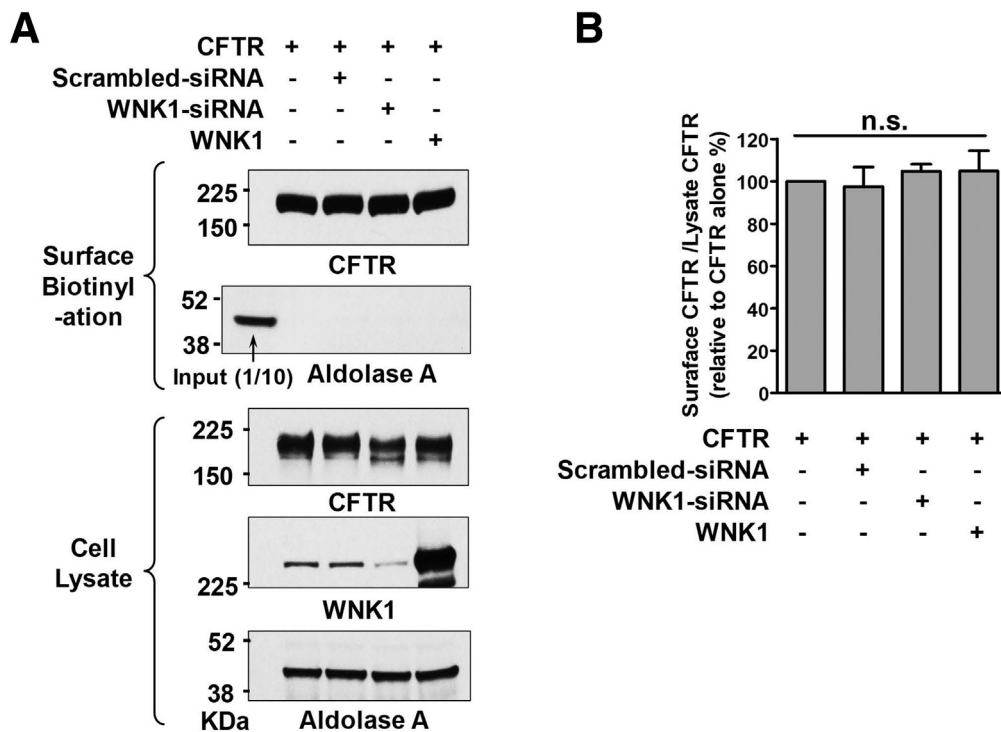 A
CFTR + + + +
Scrambled-siRNA - + - -
WNK1-siRNA - - + -
WNK1 - - - +
Surface
Biotinyl
-ation
225
150
CFTR
52
38
Input (1/10)
Aldolase A
Cell
Lysate
225
150
CFTR
225
WNK1
52
38
KDa
Aldolase A
B
n.s.
Suraface CFTR /Lysate CFTR
(relative to CFTR alone %)
120
100
80
60
40
20
0
CFTR + + + +
Scrambled-siRNA - + - -
WNK1-siRNA - - + -
WNK1 - - - +